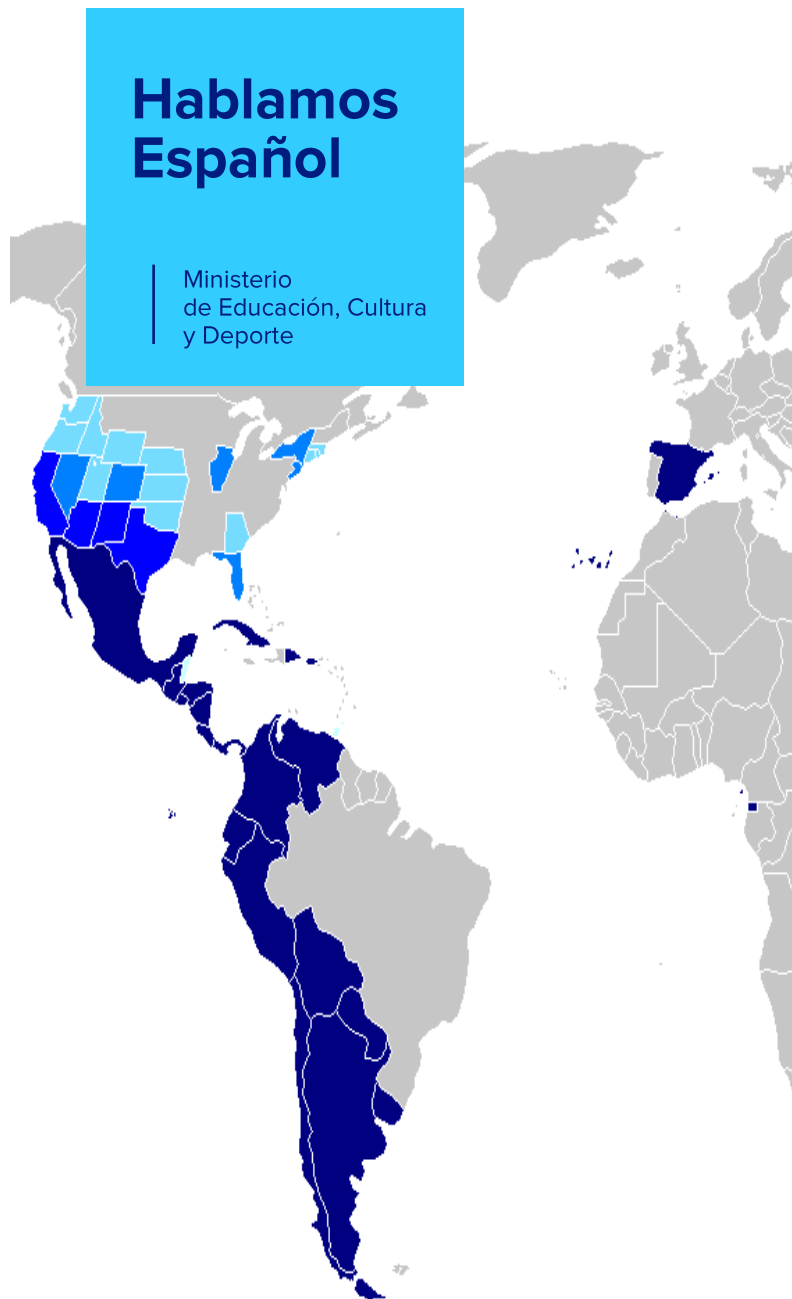 Hablamos
Español
Ministerio
de Educación, Cultura
y Deporte